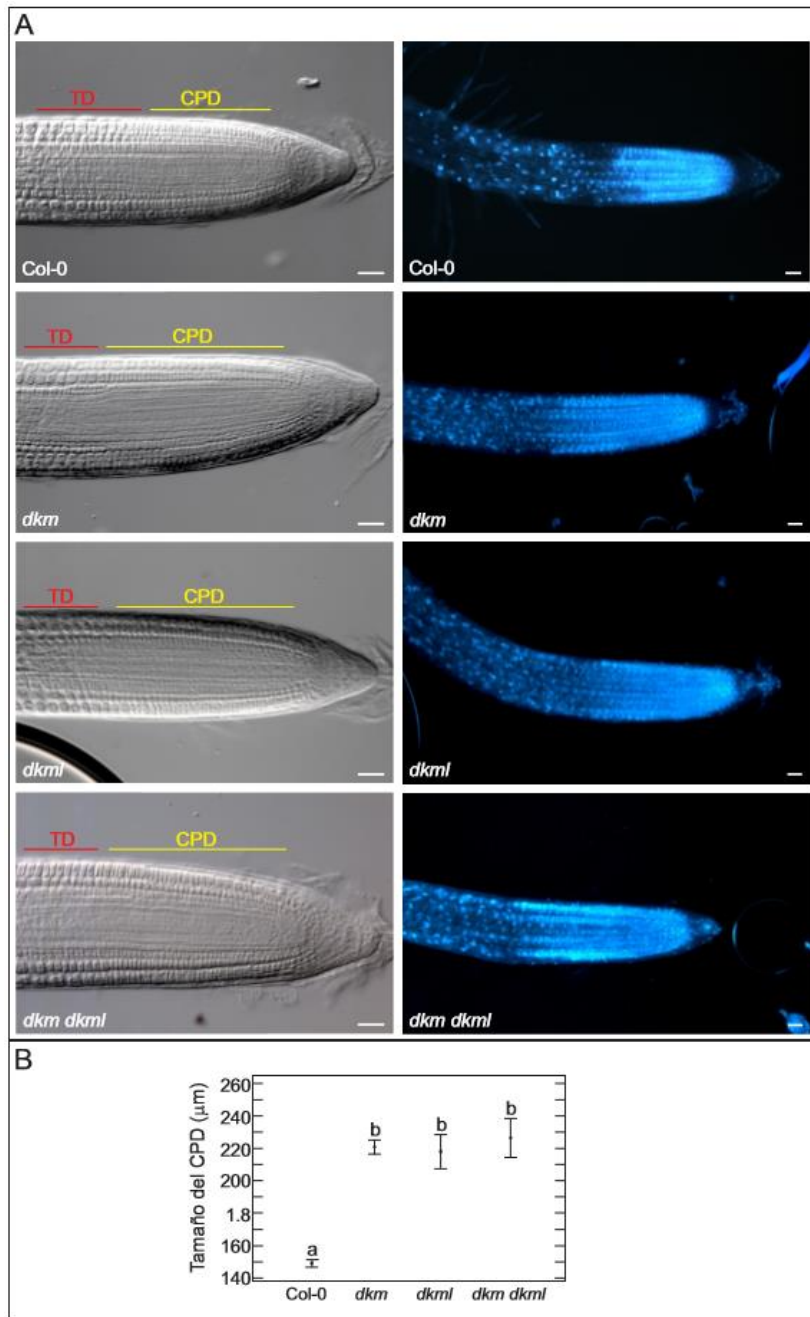 A
TD CPD
Col-0
Col-0
TD CPD
dkm
dkm
TD CPD
dkml
dkml
TD CPD
dkm dkml
dkm dkml
B
Tamaño del CPD (µm)
260
240
220
200
1.8
150
140
a
b
b
b
Col-0 dkm dkml dkm dkml